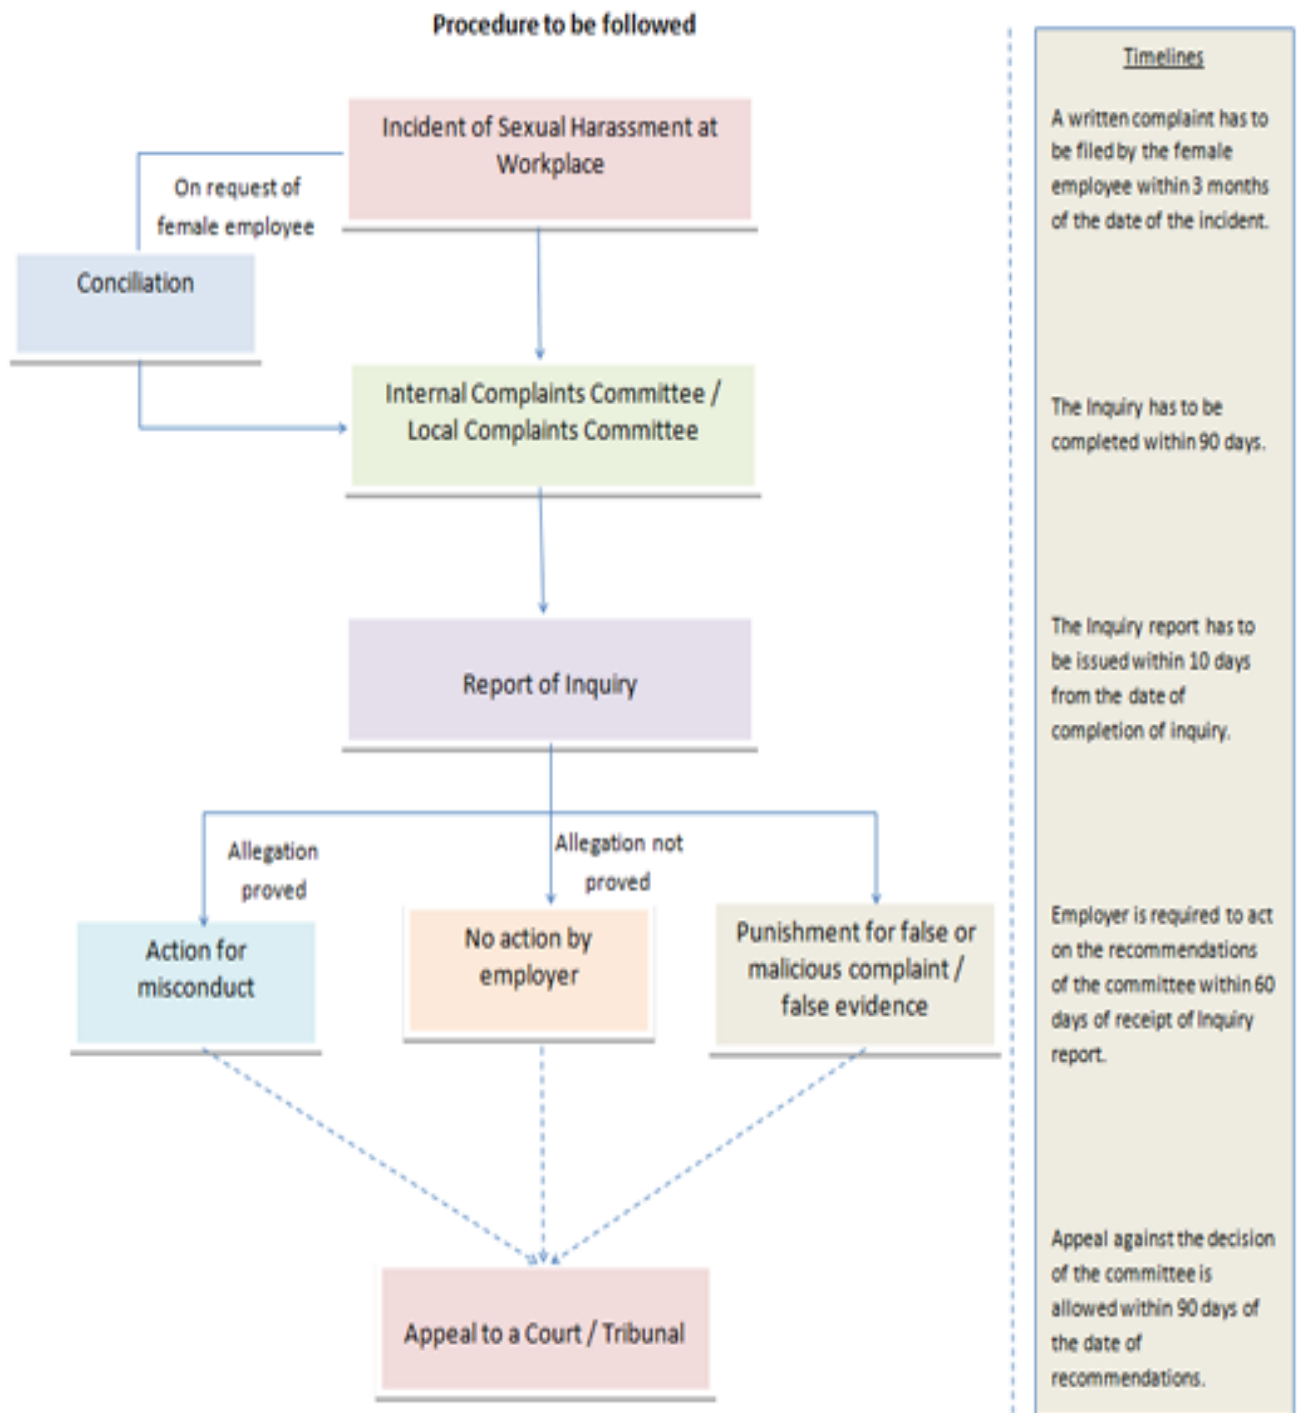 Procedure to be followed
Incident of Sexual Harassment at
Workplace
On request of
female employee
Conciliation
Internal Complaints Committee /
Local Complaints Committee
Report of Inquiry
Allegation
proved
Allegation not
proved
Action for
misconduct
No action by
employer
Punishment for false or
malicious complaint /
false evidence
Appeal to a Court / Tribunal
Timelines
A written complaint has to
be filed by the female
employee within 3 months
of the date of the incident.
The Inquiry has to be
completed within 90 days.
The Inquiry report has to
be issued within 10 days
from the date of
completion of inquiry.
Employer is required to act
on the recommendations
of the committee within 60
days of receipt of Inquiry
report.
Appeal against the decision
of the committee is
allowed within 90 days of
the date of
recommendations.